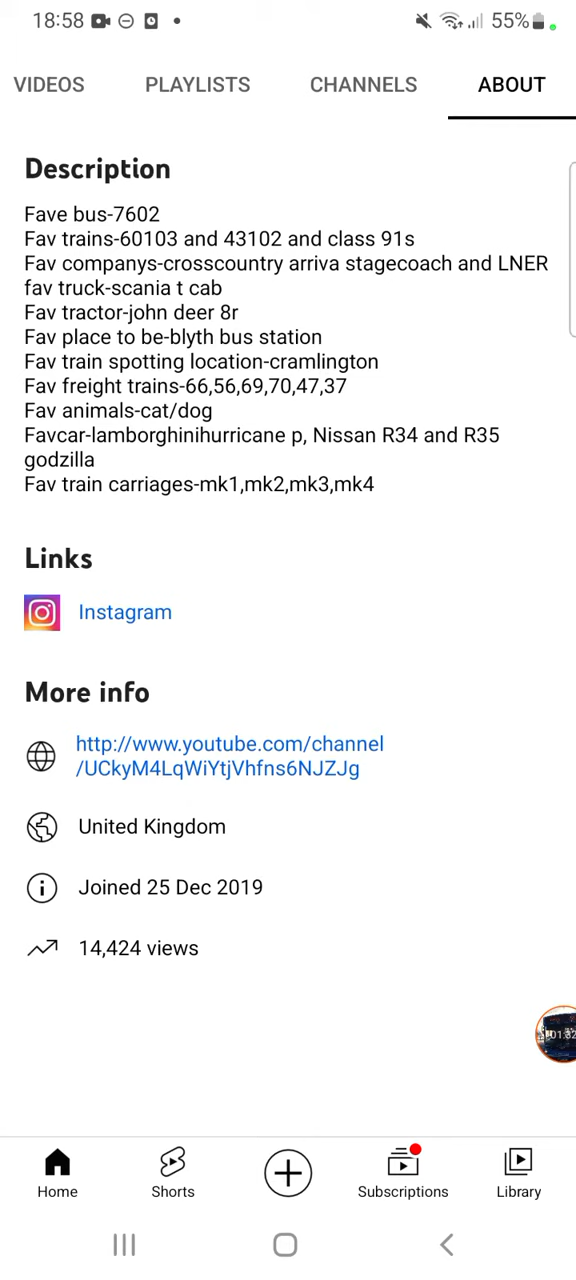 18:58 55%
VIDEOS PLAYLISTS CHANNELS ABOUT
Description
Fave bus-7602
Fav trains-60103 and 43102 and class 91s
Fav companys-crosscountry arriva stagecoach and LNER
fav truck-scania t cab
Fav tractor-john deer 8r
Fav place to be-blyth bus station
Fav train spotting location-cramlington
Fav freight trains-66,56,69,70,47,37
Fav animals-cat/dog
Favcar-lamborghinihurricane p, Nissan R34 and R35
godzilla
Fav train carriages-mk1,mk2,mk3,mk4
Links
Instagram
More info
http://www.youtube.com/channel
/UCkyM4LqWiYtjVhfns6NJZJg
United Kingdom
Joined 25 Dec 2019
14,424 views
Home Shorts Subscriptions Library